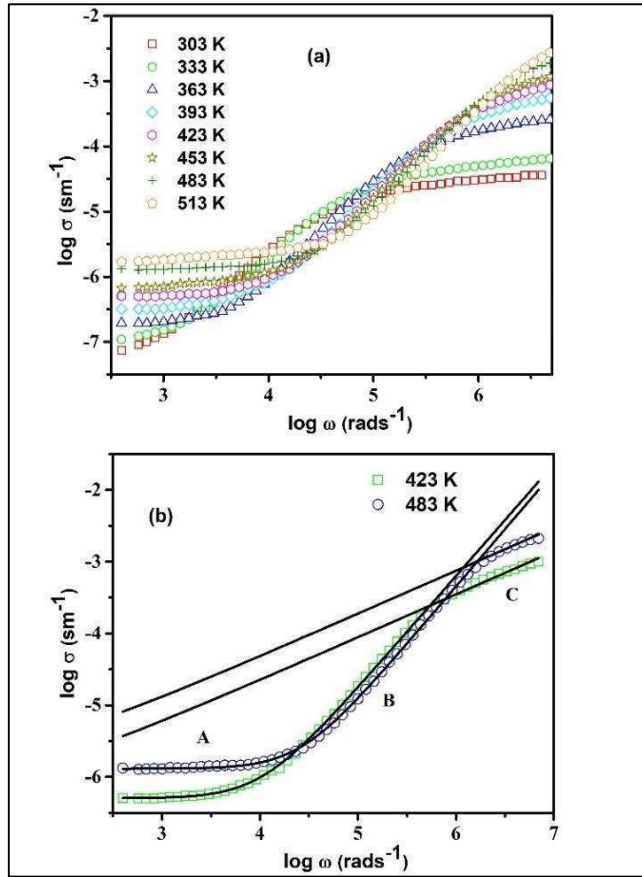 (a)
303 K
333 K
363 K
393 K
423 K
453 K
483 K
513 K
-2
-3
-4
-5
-6
-7
log σ (sm⁻¹)
3 4 5 6
log ω (rads⁻¹)
(b)
423 K
483 K
-2
-3
-4
-5
-6
log σ (sm⁻¹)
A
B
C
3 4 5 6 7
log ω (rads⁻¹)